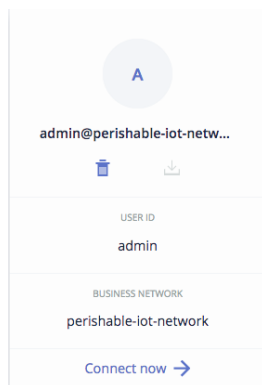 A
admin@perishable-iot-netw...
USER ID
admin
BUSINESS NETWORK
perishable-iot-network
Connect now